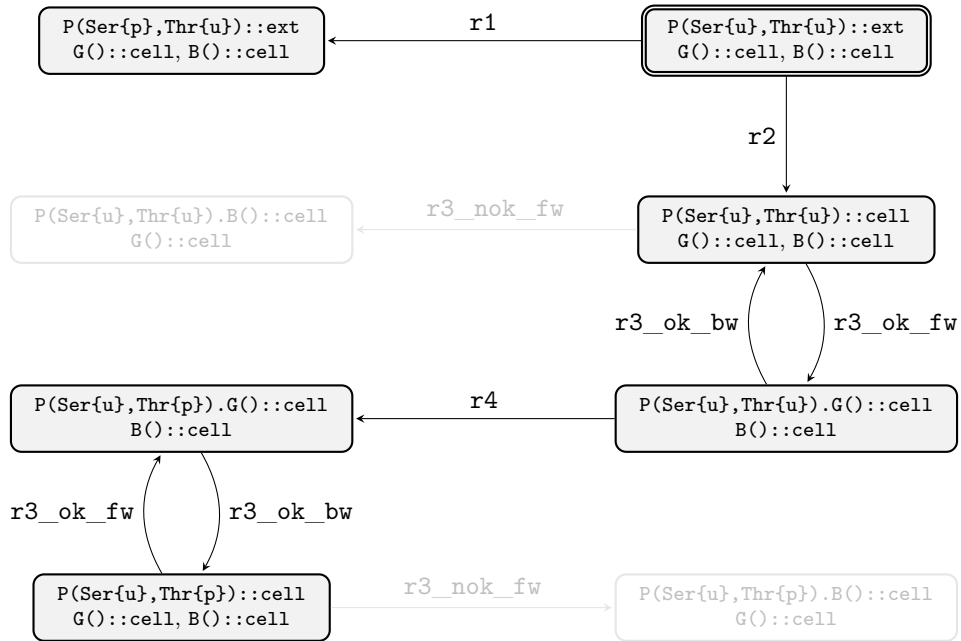 P(Ser{p},Thr{u})::ext
G()::cell, B()::cell
r1
P(Ser{u},Thr{u})::ext
G()::cell, B()::cell
r2
P(Ser{u},Thr{u}).B()::cell
G()::cell
r3_nok_fw
P(Ser{u},Thr{u})::cell
G()::cell, B()::cell
r3_ok_bw
r3_ok_fw
P(Ser{u},Thr{p}).G()::cell
B()::cell
r4
P(Ser{u},Thr{u}).G()::cell
B()::cell
r3_ok_fw
r3_ok_bw
P(Ser{u},Thr{p})::cell
G()::cell, B()::cell
r3_nok_fw
P(Ser{u},Thr{p}).B()::cell
G()::cell